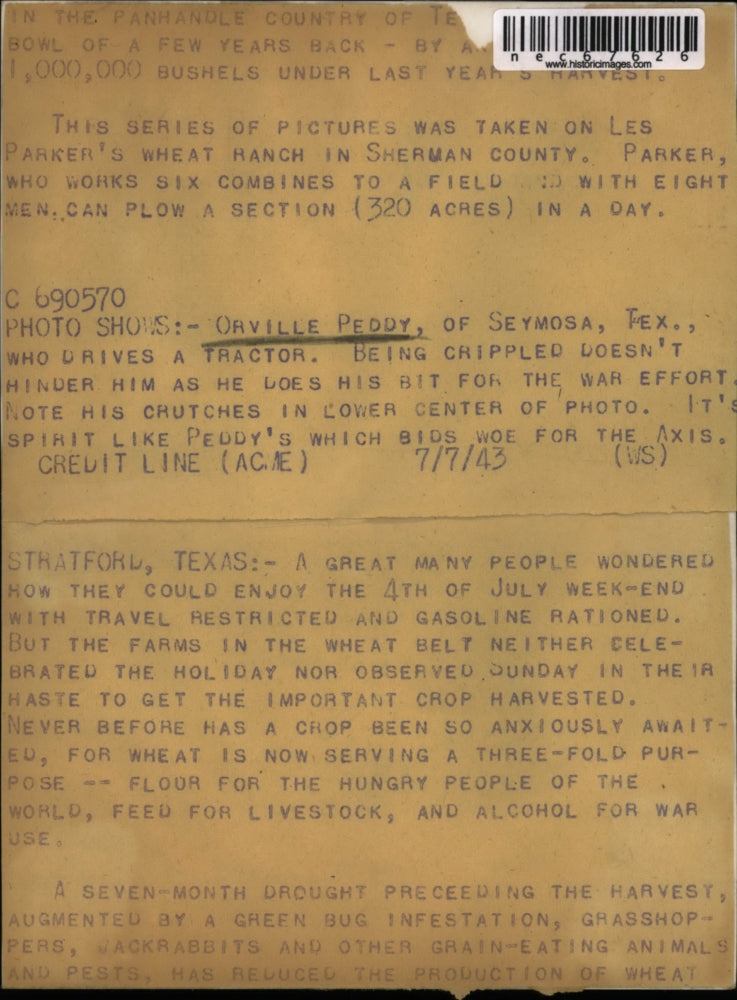 IN THE PANHANDLE COUNTRY OF TE
BOWL OF A FEW YEARS BACK - BY
1,000,000 BUSHELS UNDER LAST YEAR'S HARVEST.
nec67626
www.historicimages.com
THIS SERIES OF PICTURES WAS TAKEN ON LES
PARKER'S WHEAT RANCH IN SHERMAN COUNTY. PARKER,
WHO WORKS SIX COMBINES TO A FIELD WITH EIGHT
MEN. CAN PLOW A SECTION (320 ACRES) IN A DAY.
C 690570
PHOTO SHOWS:- ORVILLE PEDDY, OF SEYMOSA, TEX.,
WHO DRIVES A TRACTOR. BEING CRIPPLED DOESN'T
HINDER HIM AS HE DOES HIS BIT FOR THE WAR EFFORT.
NOTE HIS CRUTCHES IN LOWER CENTER OF PHOTO. IT'S
SPIRIT LIKE PEDDY'S WHICH BIDS WOE FOR THE AXIS.
CREDIT LINE (ACME) 7/7/43 (WS)
STRATFORD, TEXAS:- A GREAT MANY PEOPLE WONDERED
HOW THEY COULD ENJOY THE 4TH OF JULY WEEK-END
WITH TRAVEL RESTRICTED AND GASOLINE RATIONED.
BUT THE FARMS IN THE WHEAT BELT NEITHER CELE-
BRATED THE HOLIDAY NOR OBSERVED SUNDAY IN THEIR
HASTE TO GET THE IMPORTANT CROP HARVESTED.
NEVER BEFORE HAS A CROP BEEN SO ANXIOUSLY AWAIT-
ED, FOR WHEAT IS NOW SERVING A THREE-FOLD PUR-
POSE -- FLOUR FOR THE HUNGRY PEOPLE OF THE
WORLD, FEED FOR LIVESTOCK, AND ALCOHOL FOR WAR
USE.
A SEVEN-MONTH DROUGHT PRECEEDING THE HARVEST,
AUGMENTED BY A GREEN BUG INFESTATION, GRASSHOP-
PERS, JACKRABBITS AND OTHER GRAIN-EATING ANIMALS
AND PESTS, HAS REDUCED THE PRODUCTION OF WHEAT